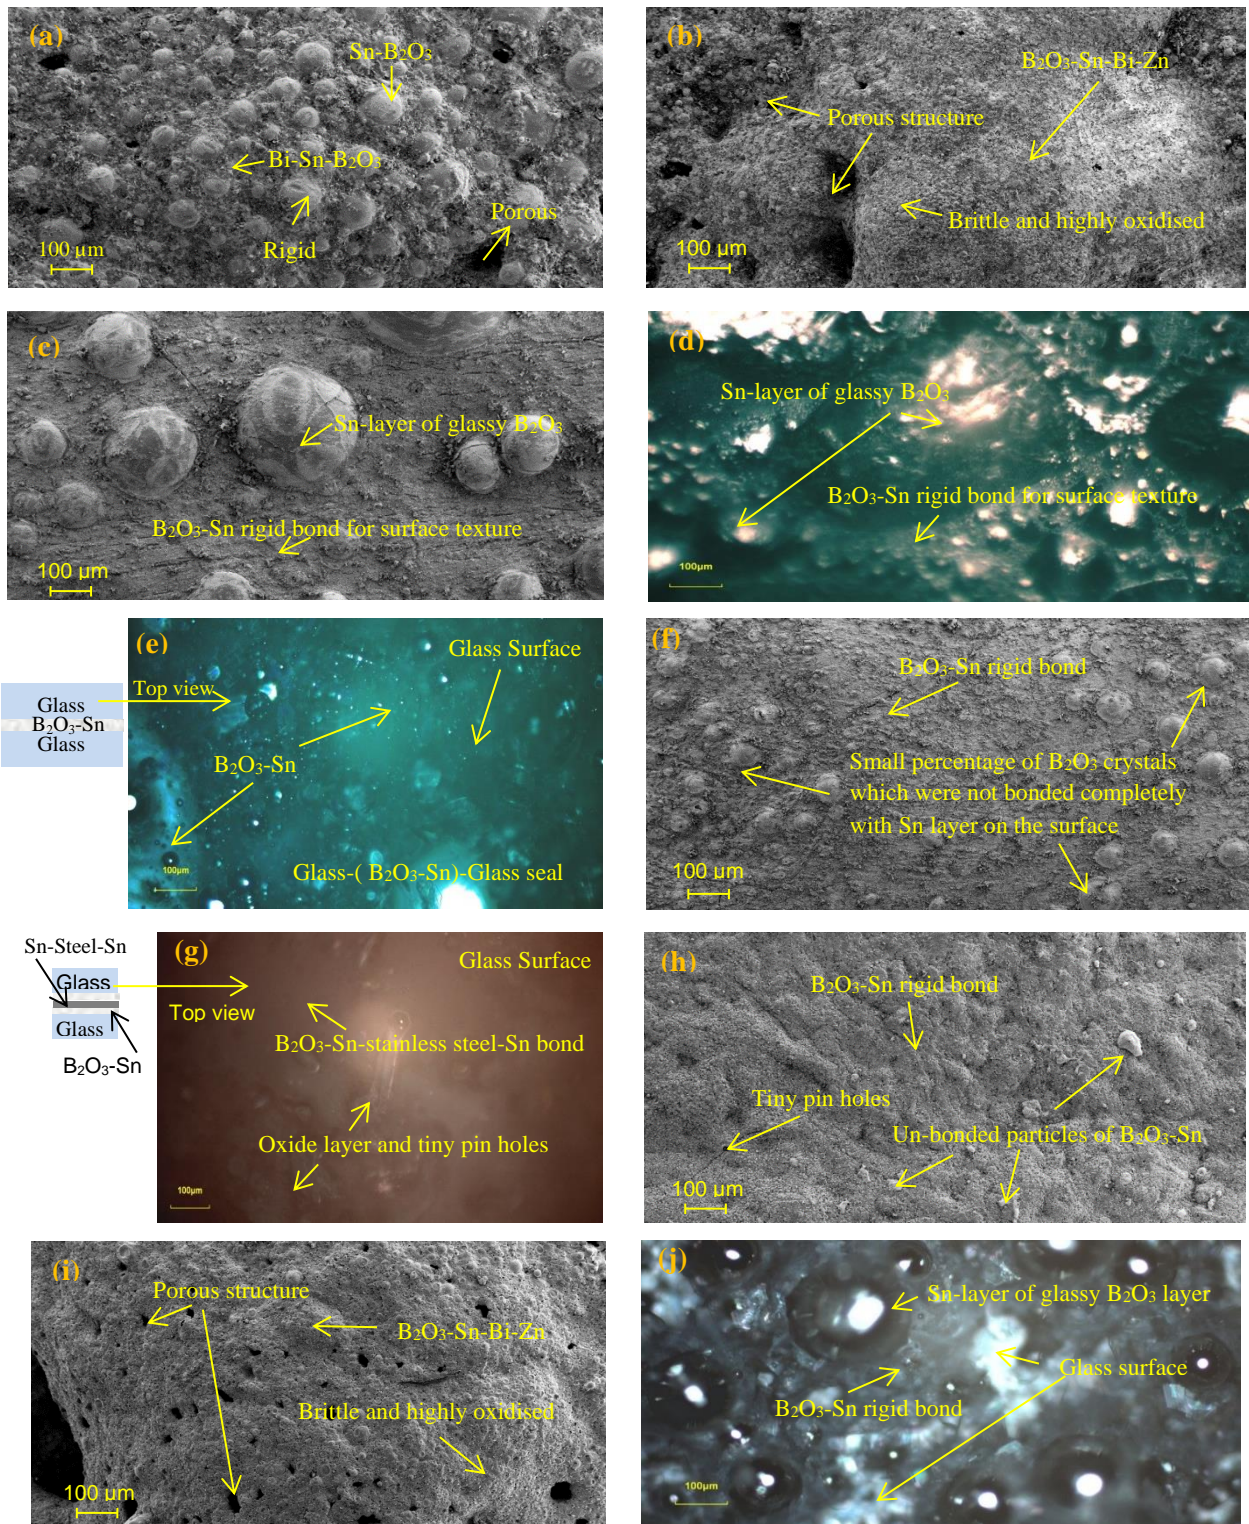 (a)
Sn-B₂O₃
Bi-Sn-B₂O₃
Porous
Rigid
100 µm
(b)
B₂O₃-Sn-Bi-Zn
Porous structure
Brittle and highly oxidised
100 µm
(c)
Sn-layer of glassy B₂O₃
B₂O₃-Sn rigid bond for surface texture
100 µm
(d)
Sn-layer of glassy B₂O₃
B₂O₃-Sn rigid bond for surface texture
100µm
(e)
Glass Surface
Top view
Glass
B₂O₃-Sn
Glass
B₂O₃-Sn
Glass-( B₂O₃-Sn)-Glass seal
100µm
(f)
B₂O₃-Sn rigid bond
Small percentage of B₂O₃ crystals
which were not bonded completely
with Sn layer on the surface
100 µm
Sn-Steel-Sn
(g)
Glass Surface
Glass
Top view
Glass
B₂O₃-Sn
B₂O₃-Sn-stainless steel-Sn bond
Oxide layer and tiny pin holes
100µm
(h)
B₂O₃-Sn rigid bond
Tiny pin holes
Un-bonded particles of B₂O₃-Sn
100 µm
(i)
Porous structure
B₂O₃-Sn-Bi-Zn
Brittle and highly oxidised
100 µm
(j)
Sn-layer of glassy B₂O₃ layer
Glass surface
B₂O₃-Sn rigid bond
100µm